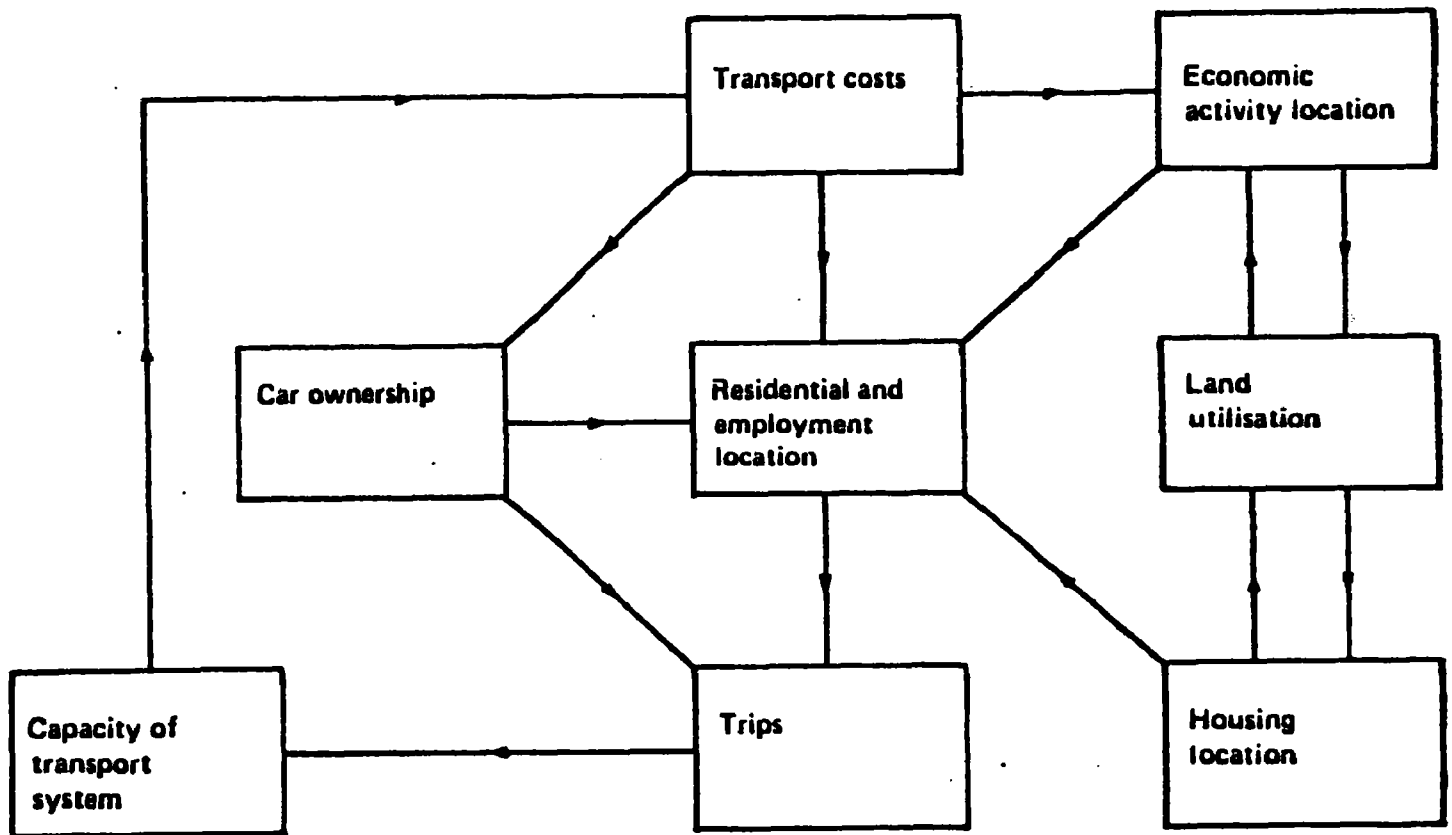 Transport costs
Economic
activity location
Car ownership
Residential and
employment
location
Land
utilisation
Capacity of
transport
system
Trips
Housing
location